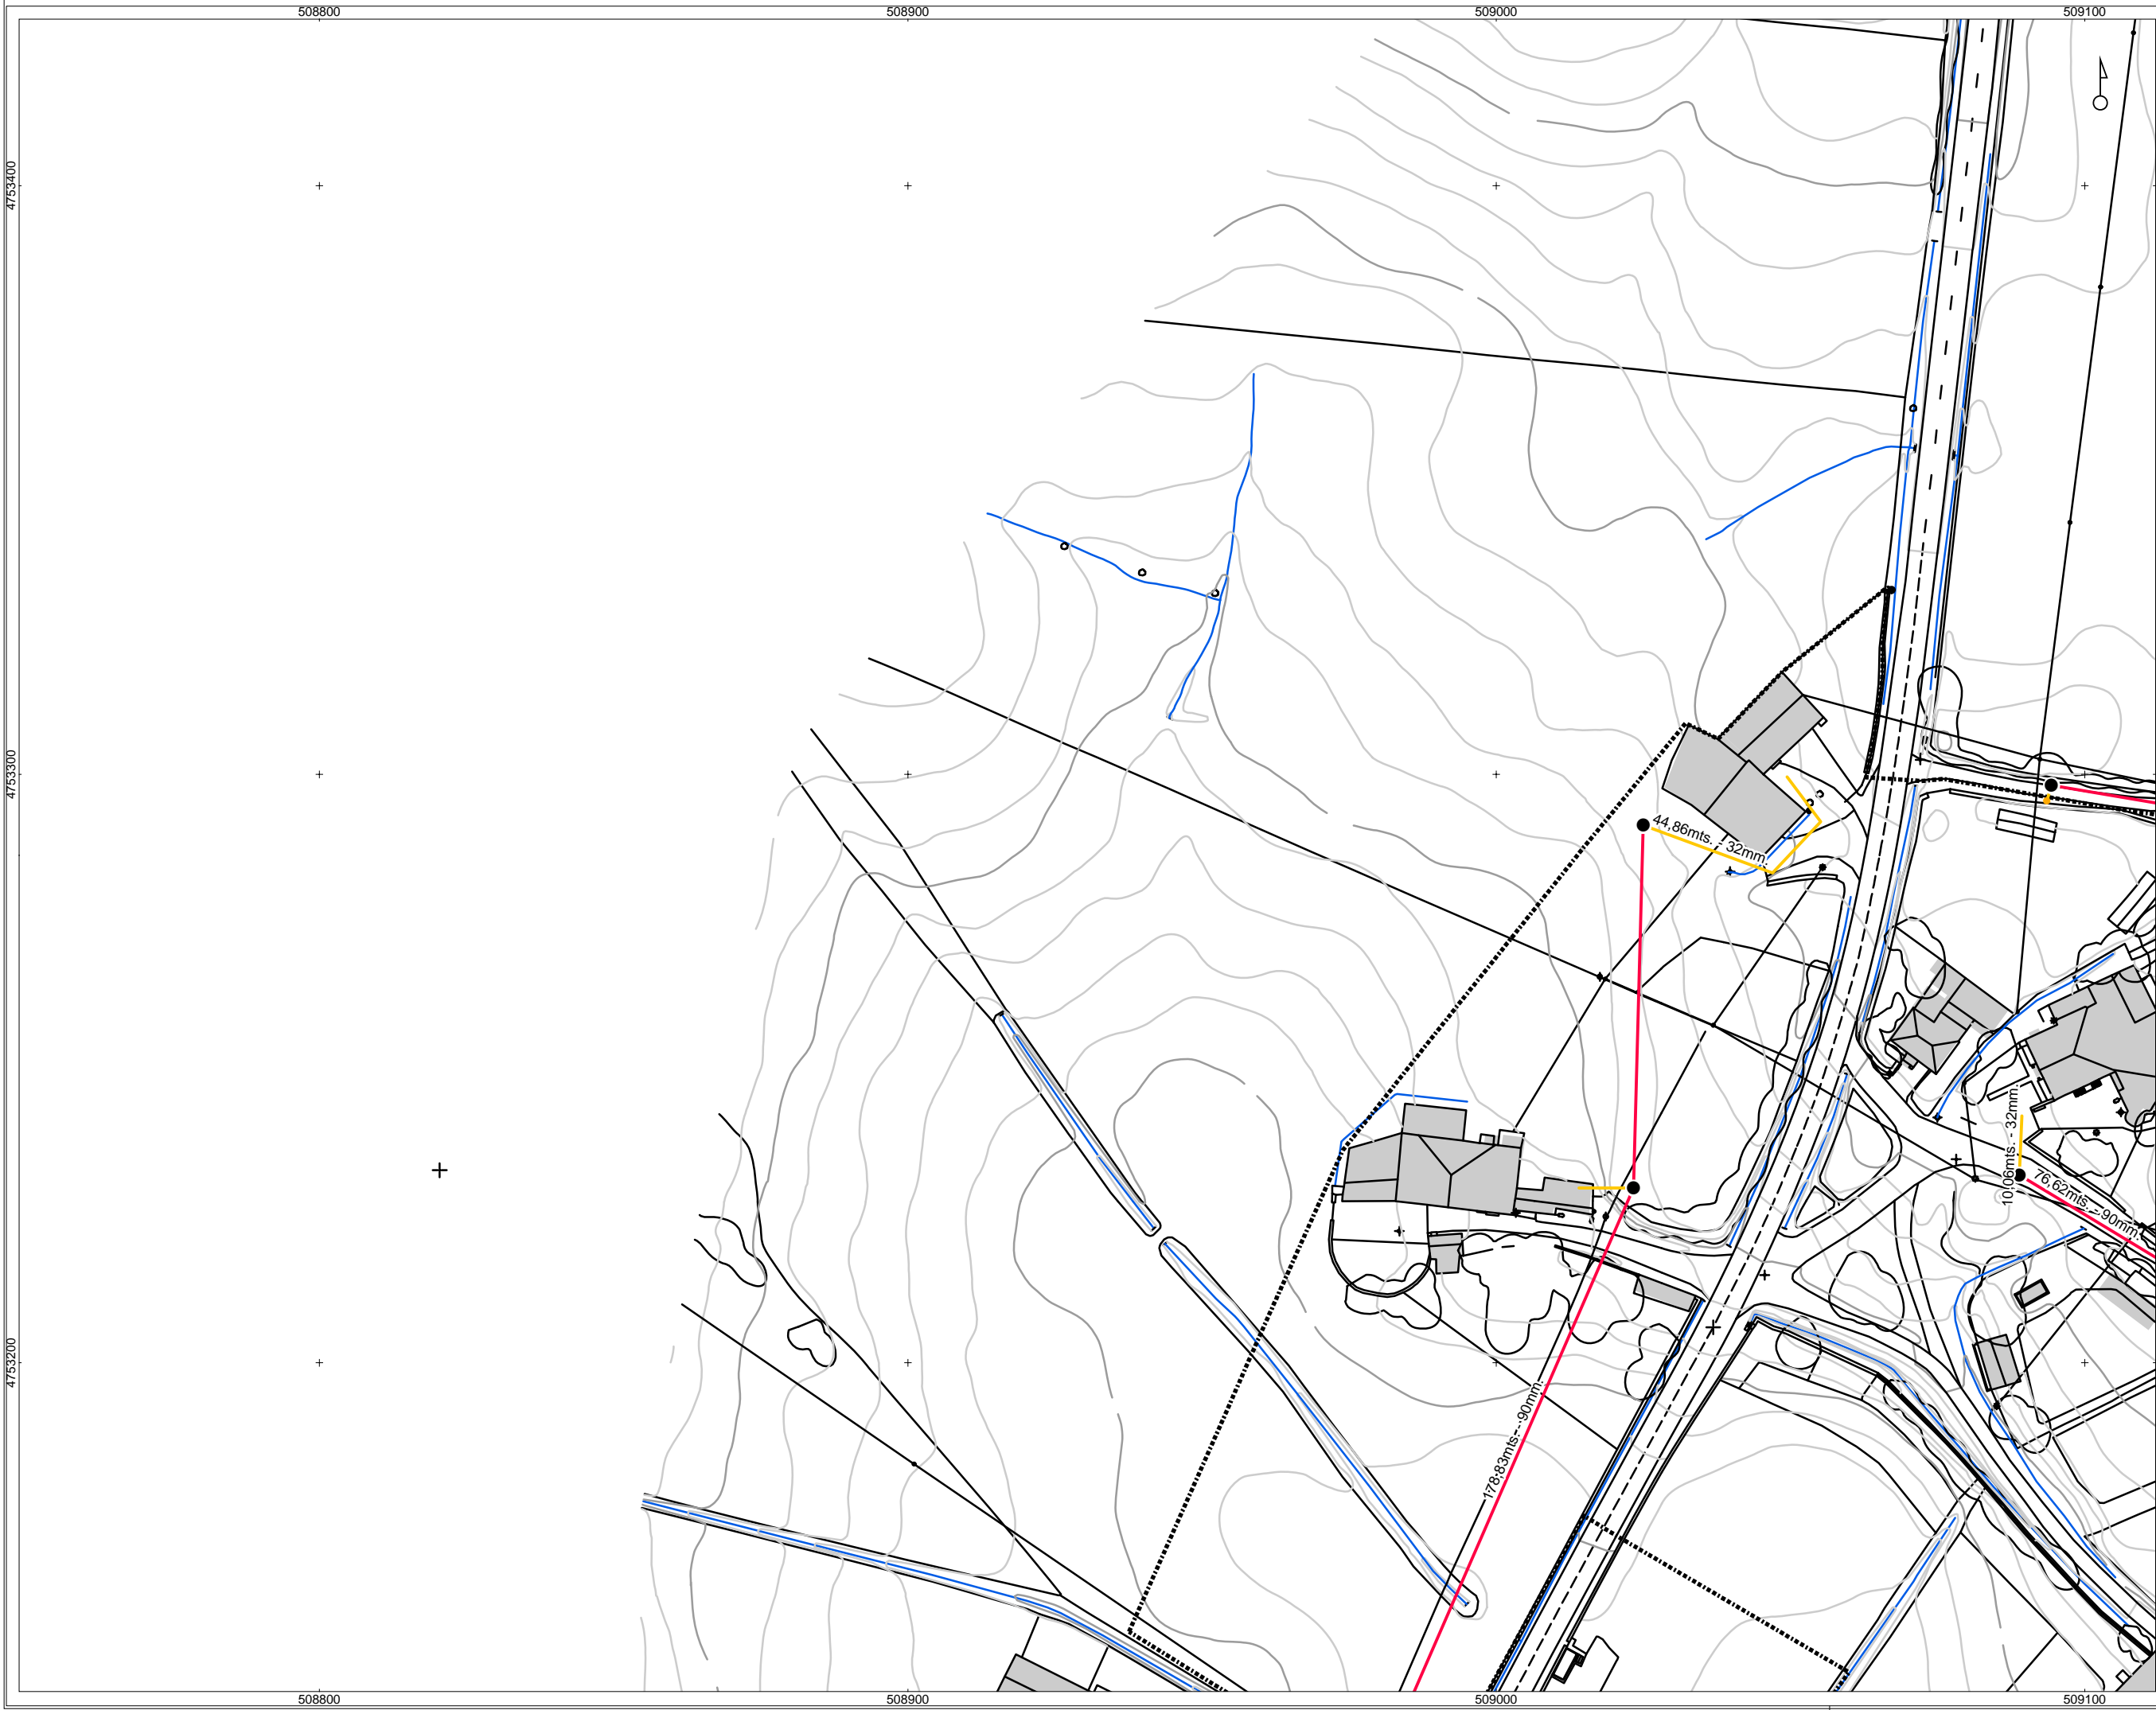 508800
508900
509000
509100
4753400
4753300
4753200
44,86mts. - 32mm.
10,06mts. - 32mm.
76,62mts. - 90mm.
178,83mts. - 90mm.
508800
508900
509000
509100